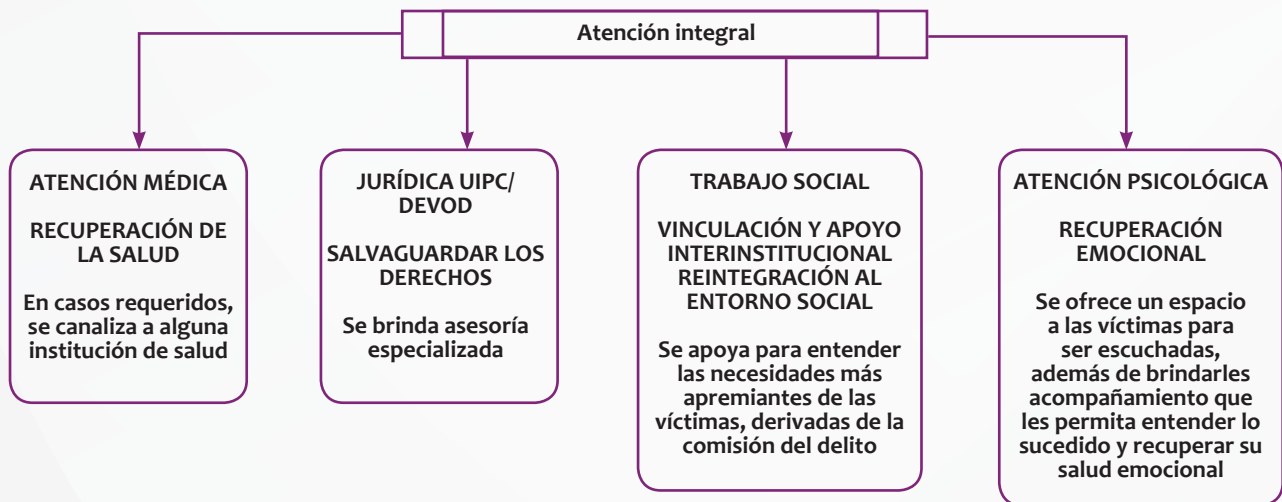 Atención integral
ATENCIÓN MÉDICA
RECUPERACIÓN DE
LA SALUD
En casos requeridos,
se canaliza a alguna
institución de salud
JURÍDICA UIPC/
DEVOD
SALVAGUARDAR LOS
DERECHOS
Se brinda asesoría
especializada
TRABAJO SOCIAL
VINCULACIÓN Y APOYO
INTERINSTITUCIONAL
REINTEGRACIÓN AL
ENTORNO SOCIAL
Se apoya para entender
las necesidades más
apremiantes de las
víctimas, derivadas de la
comisión del delito
ATENCIÓN PSICOLÓGICA
RECUPERACIÓN
EMOCIONAL
Se ofrece un espacio
a las víctimas para
ser escuchadas,
además de brindarles
acompañamiento que
les permita entender lo
sucedido y recuperar su
salud emocional